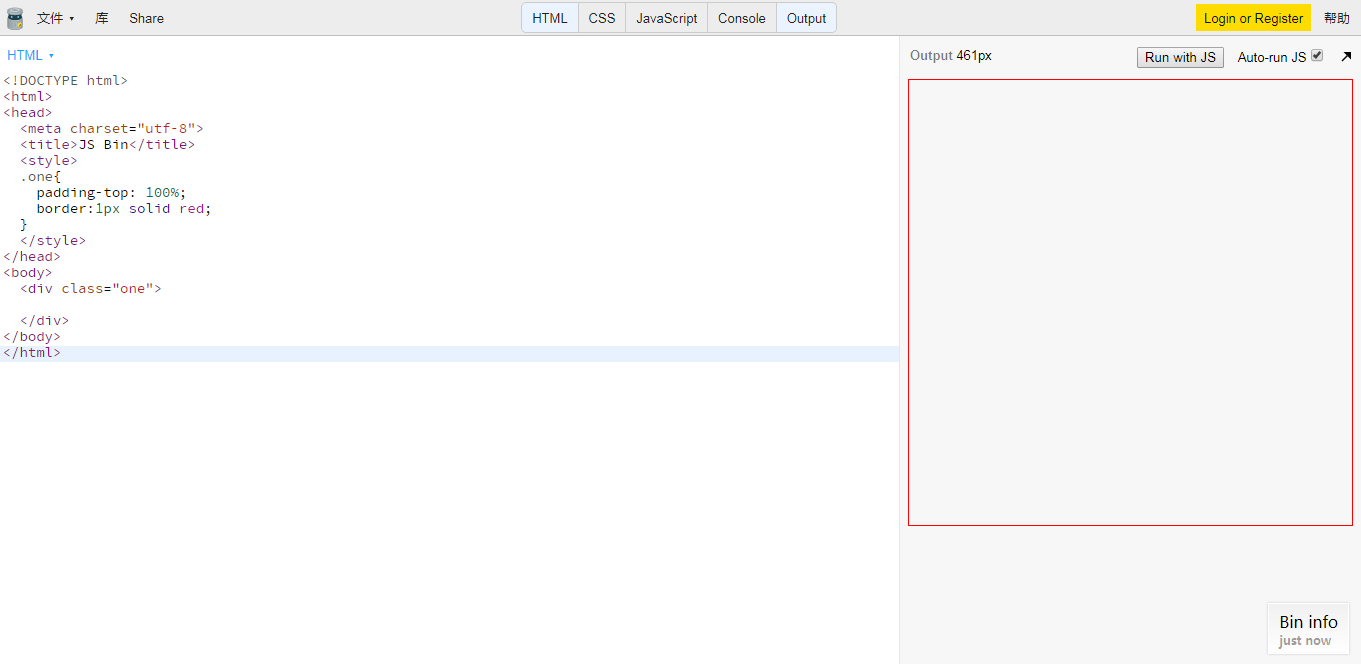 文件 ▾ 库 Share HTML CSS JavaScript Console Output Login or Register 帮助
HTML ▾
<!DOCTYPE html>
<html>
<head>
  <meta charset="utf-8">
  <title>JS Bin</title>
  <style>
  .one{
    padding-top: 100%;
    border:1px solid red;
  }
  </style>
</head>
<body>
  <div class="one">

  </div>
</body>
</html>
Output 461px Run with JS Auto-run JS
Bin info
just now